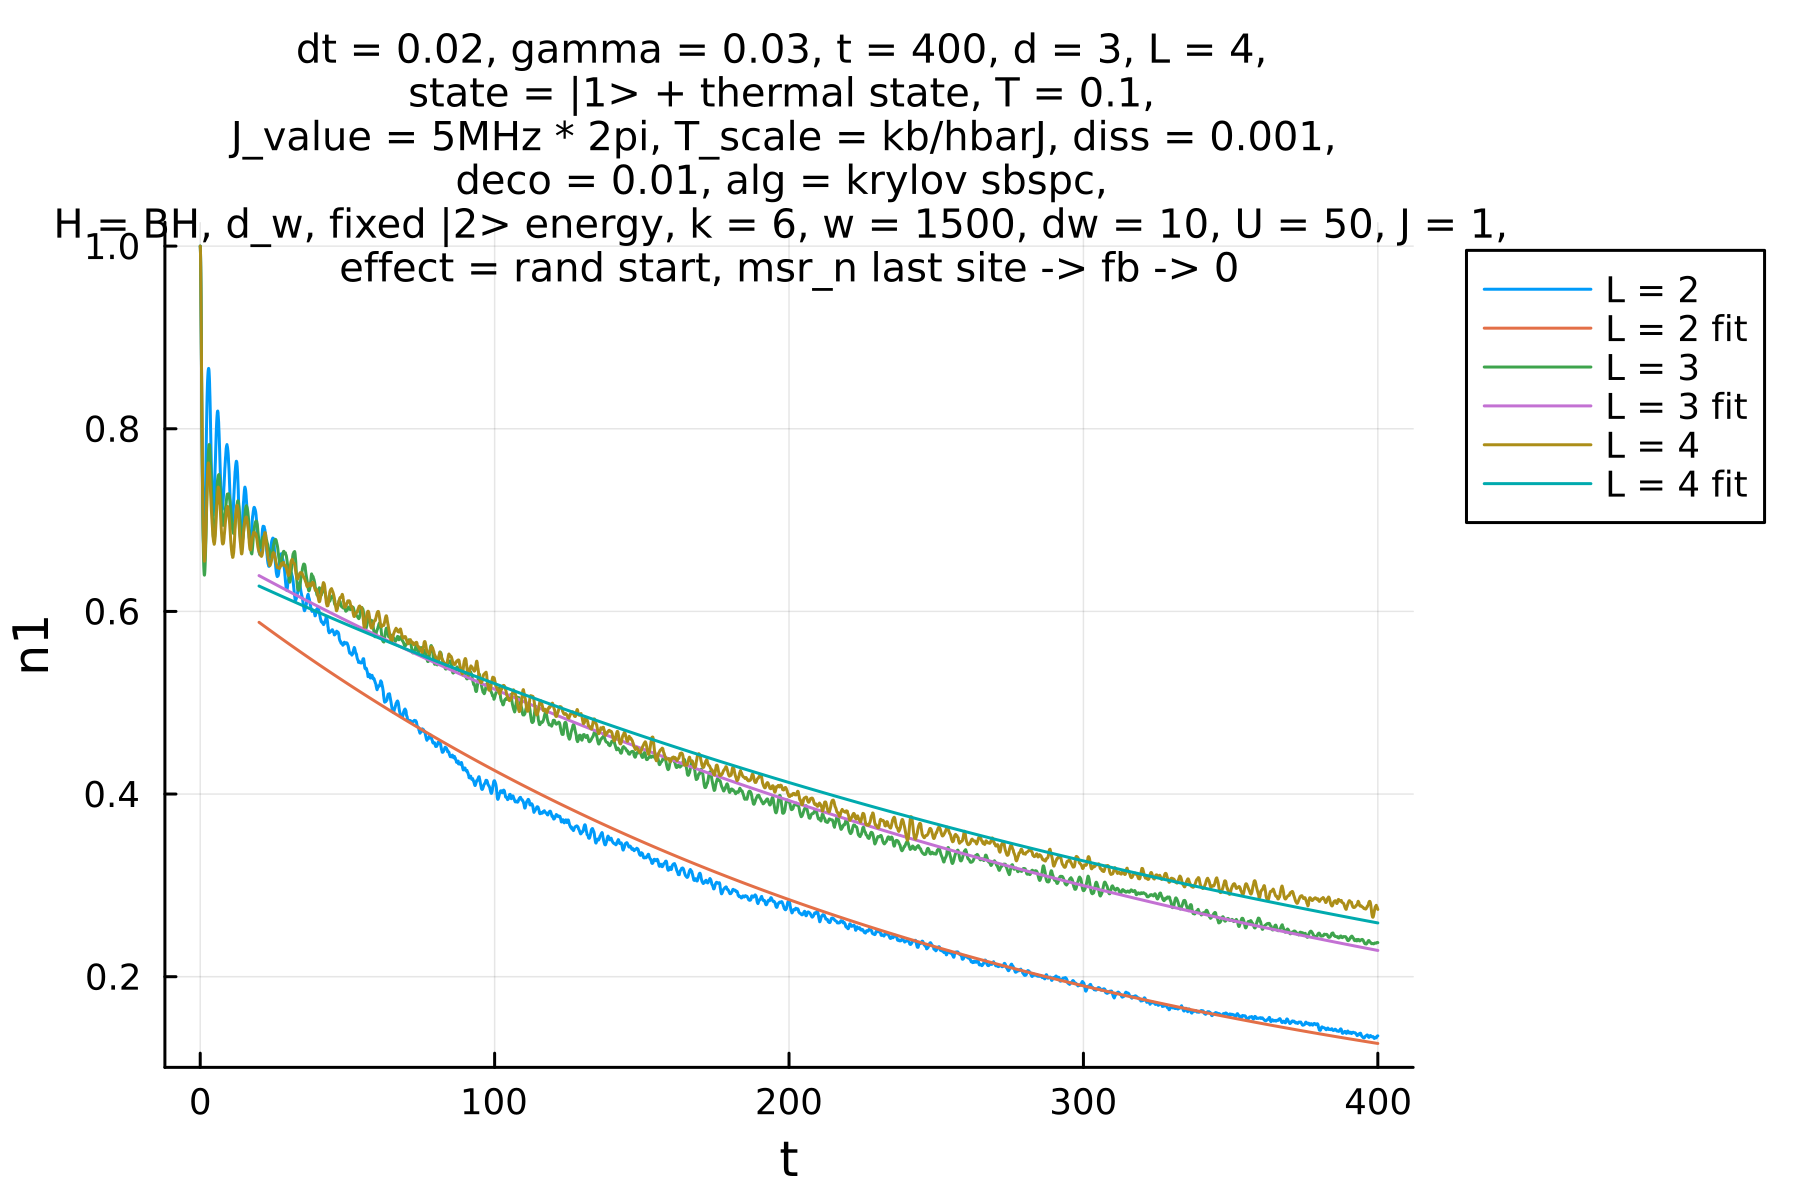 dt = 0.02, gamma = 0.03, t = 400, d = 3, L = 4,
state = |1> + thermal state, T = 0.1,
J_value = 5MHz * 2pi, T_scale = kb/hbarJ, diss = 0.001,
deco = 0.01, alg = krylov sbspc,
H = BH, d_w, fixed |2> energy, k = 6, w = 1500, dw = 10, U = 50, J = 1,
effect = rand start, msr_n last site -> fb -> 0
1.0
0.8
0.6
0.4
0.2
n1
0 100 200 300 400
t
L = 2
L = 2 fit
L = 3
L = 3 fit
L = 4
L = 4 fit